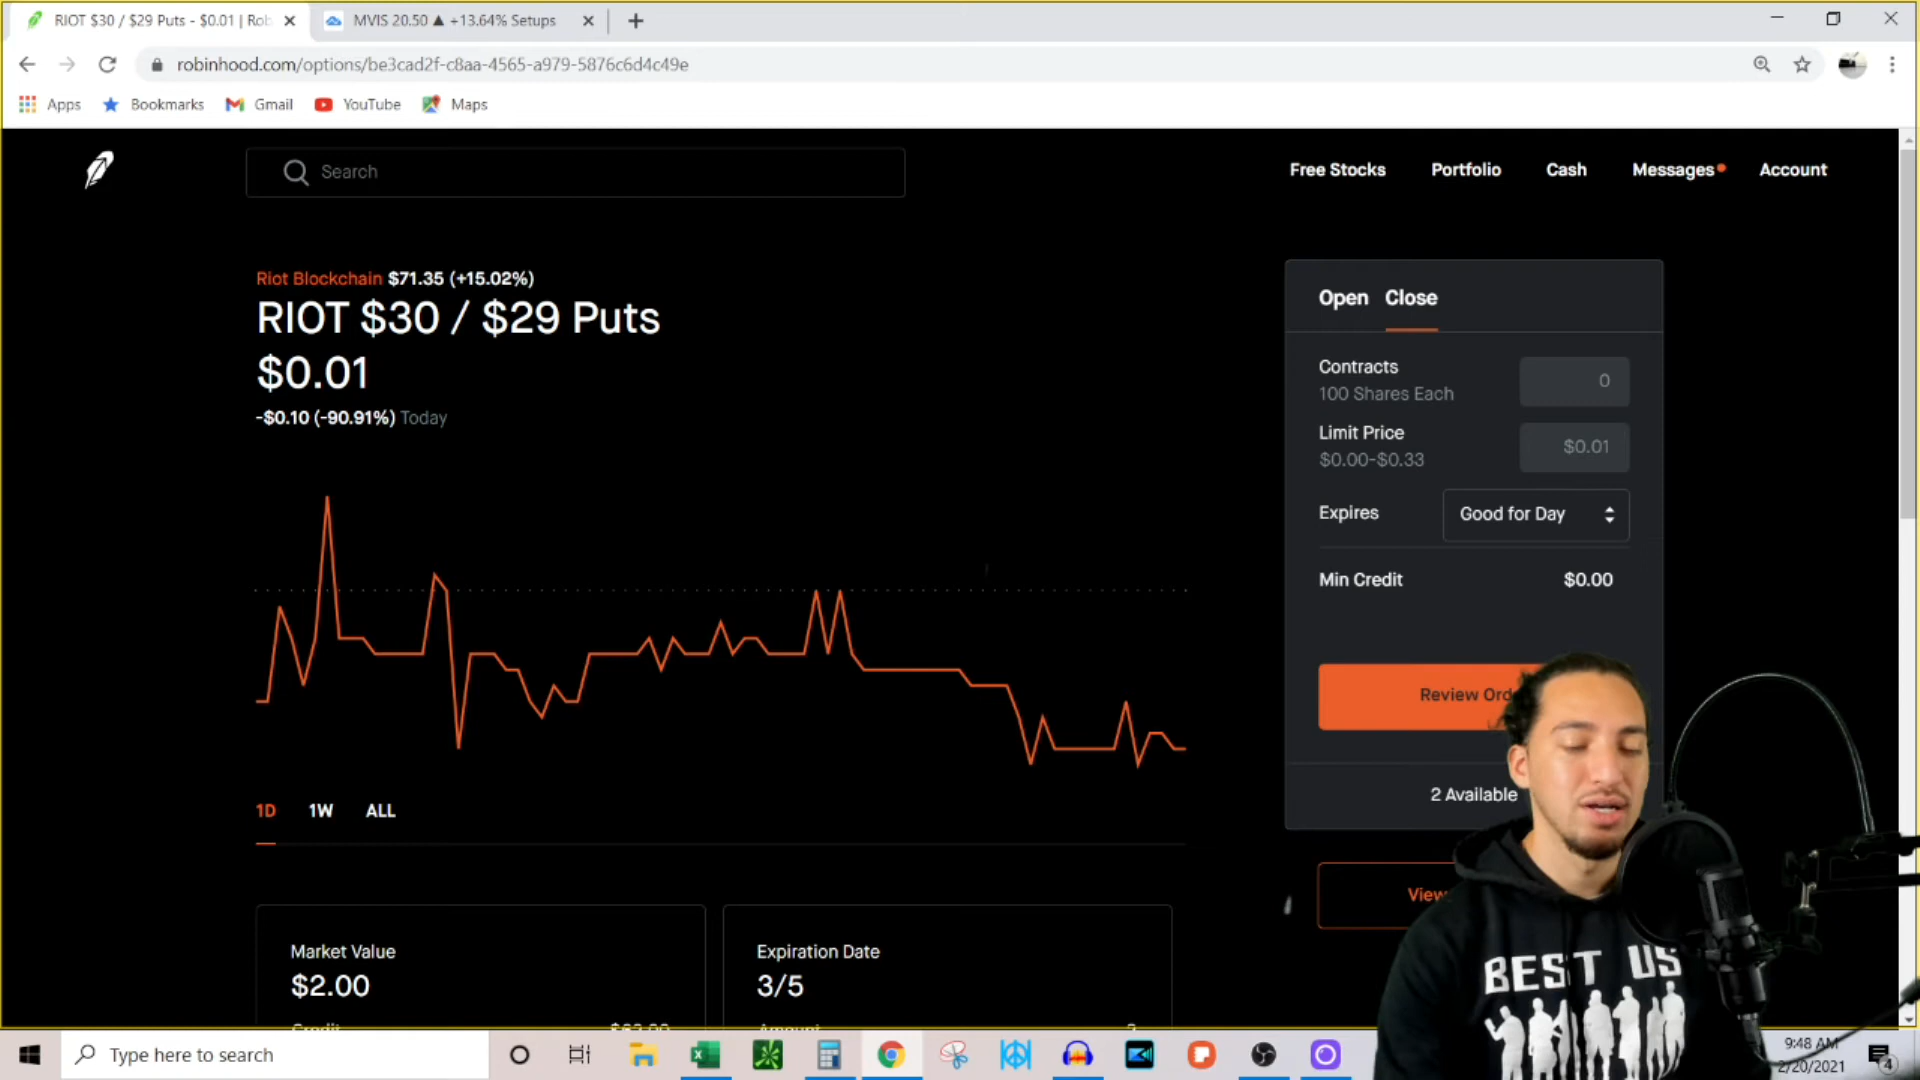 RIOT $30 / $29 Puts - $0.01 | Rob
MVIS 20.50 ▲ +13.64% Setups
robinhood.com/options/be3cad2f-c8aa-4565-a979-5876c6d4c49e
Apps Bookmarks Gmail YouTube Maps
Search
Free Stocks Portfolio Cash Messages Account
Riot Blockchain $71.35 (+15.02%)
RIOT $30 / $29 Puts
$0.01
-$0.10 (-90.91%) Today
1D 1W ALL
Market Value
$2.00
Expiration Date
3/5
Open Close
Contracts
0
100 Shares Each
Limit Price
$0.01
$0.00-$0.33
Expires
Good for Day
Min Credit
$0.00
Review Ord
2 Available
View
BEST US
Type here to search
9:48 AM
2/20/2021
4